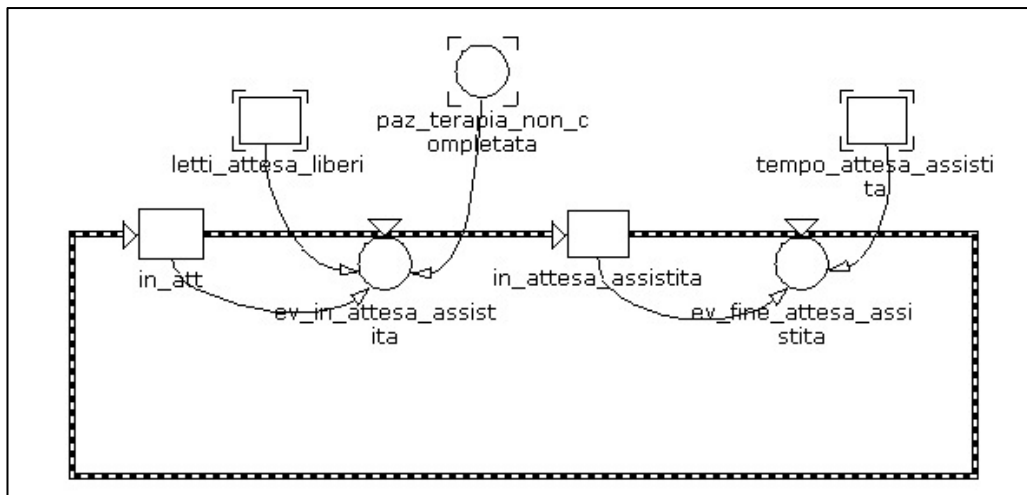 paz_terapia_non_c
ompletata
letti_attesa_liberi
tempo_attesa_assisti
ta
in_att
in_attesa_assistita
ev_in_attesa_assist
ita
ev_fine_attesa_assi
stita